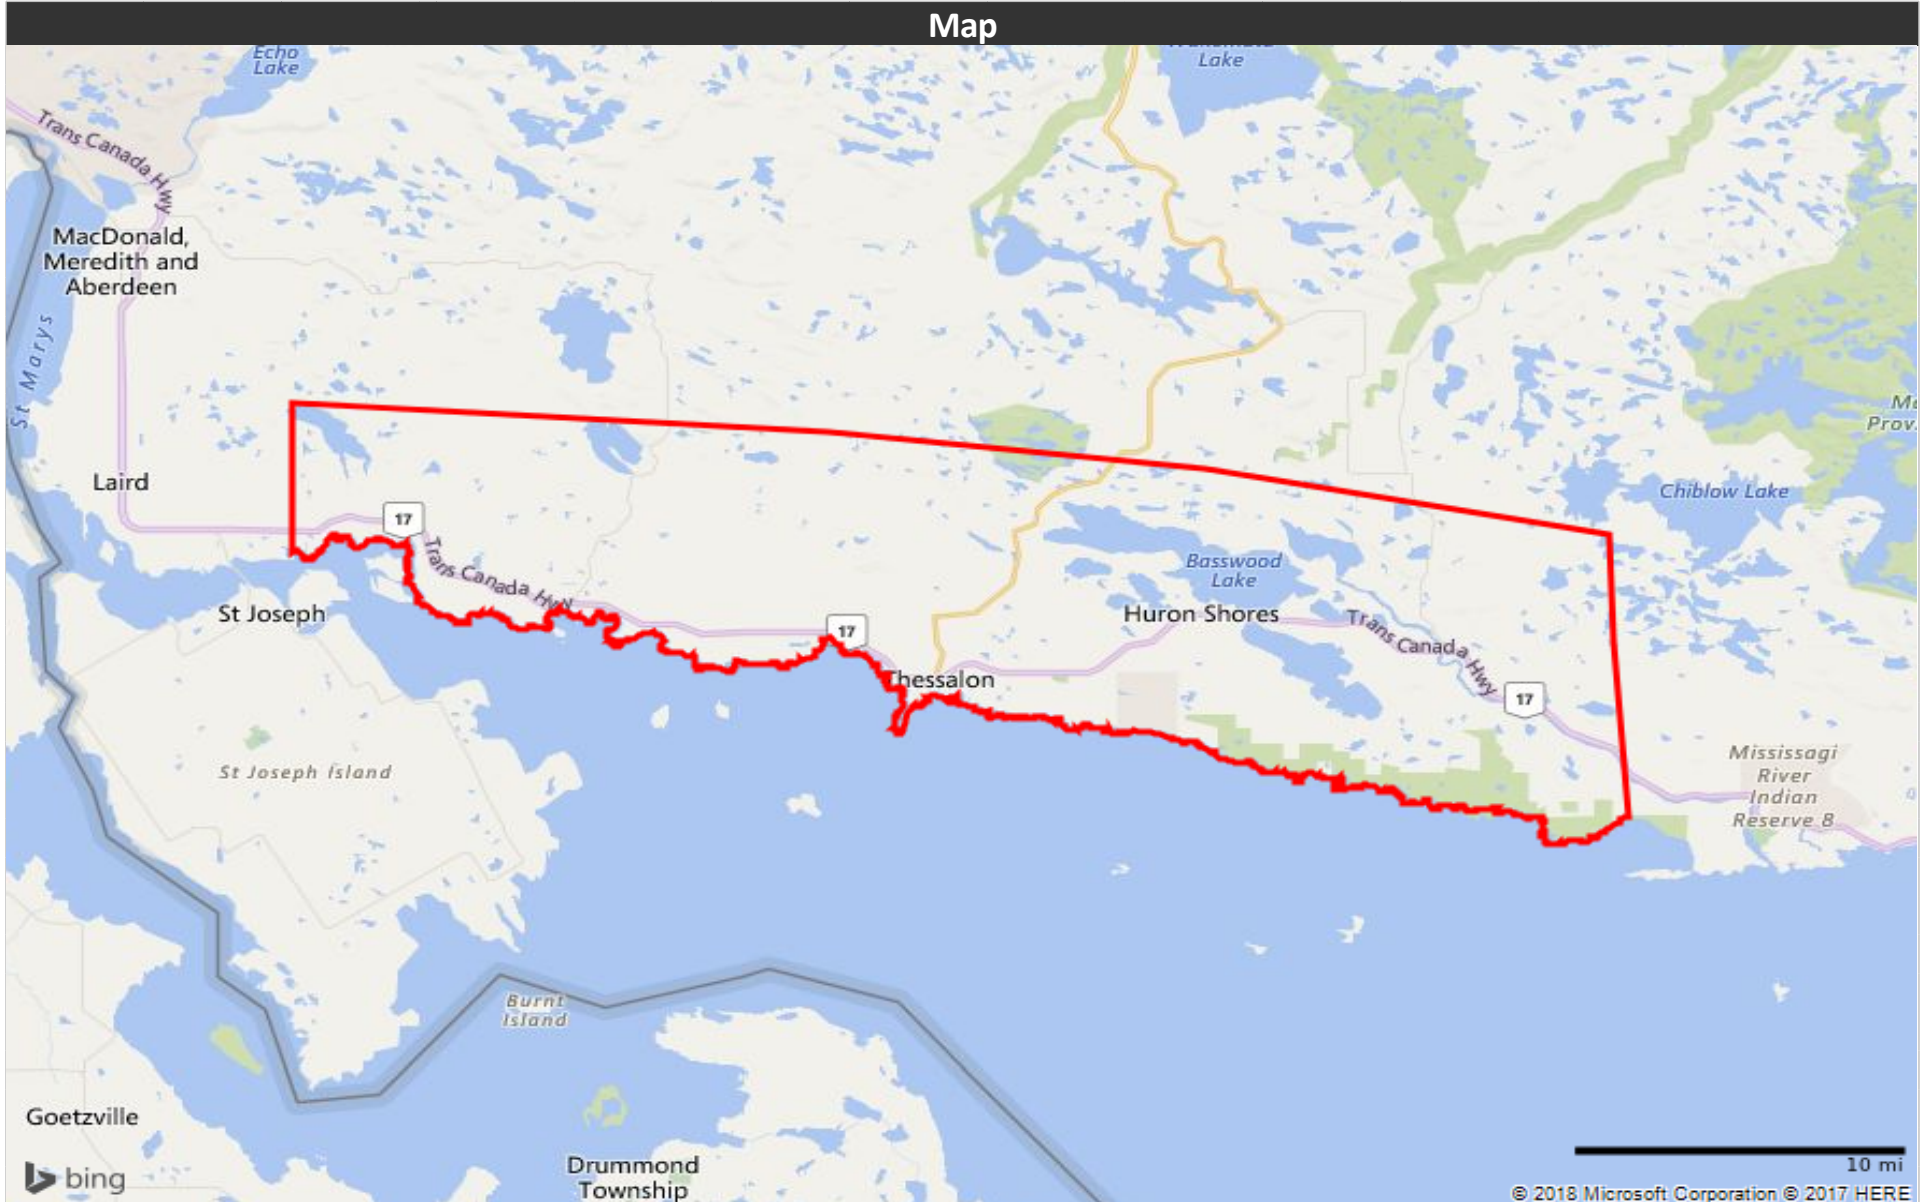 Map
Echo
Lake
Lake
Trans Canada Hwy
MacDonald,
Meredith and
Aberdeen
St Marys
Laird
17
Trans Canada
St Joseph
St Joseph Island
17
Thessalon
Basswood
Lake
Huron Shores
Trans Canada Hwy
17
Chiblow Lake
Prov.
Mississagi
River
Indian
Reserve 8
Burnt
Island
Goetzville
Drummond
Township
bing
10 mi
© 2018 Microsoft Corporation © 2017 HERE